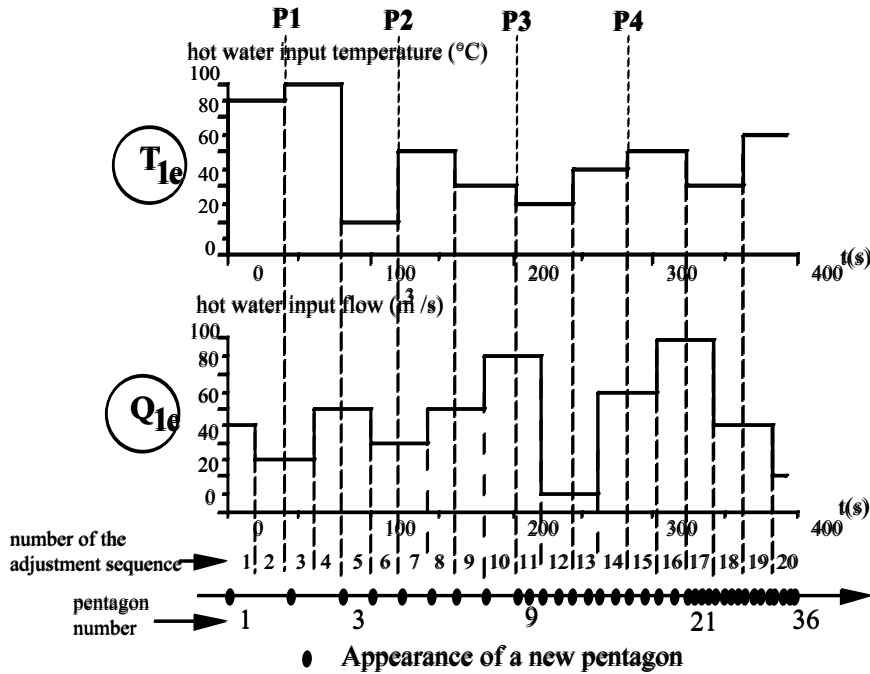 P1 P2 P3 P4
hot water input temperature (°C)
100
80
60
40
20
0
T1e
0 100 200 300 400
t(s)
hot water input flow (m³/s)
100
80
60
40
20
0
Q1e
0 100 200 300 400
t(s)
number of the
adjustment sequence
1 2 3 4 5 6 7 8 9 10 11 12 13 14 15 16 17 18 19 20
pentagon
number
1 3 9 21 36
Appearance of a new pentagon